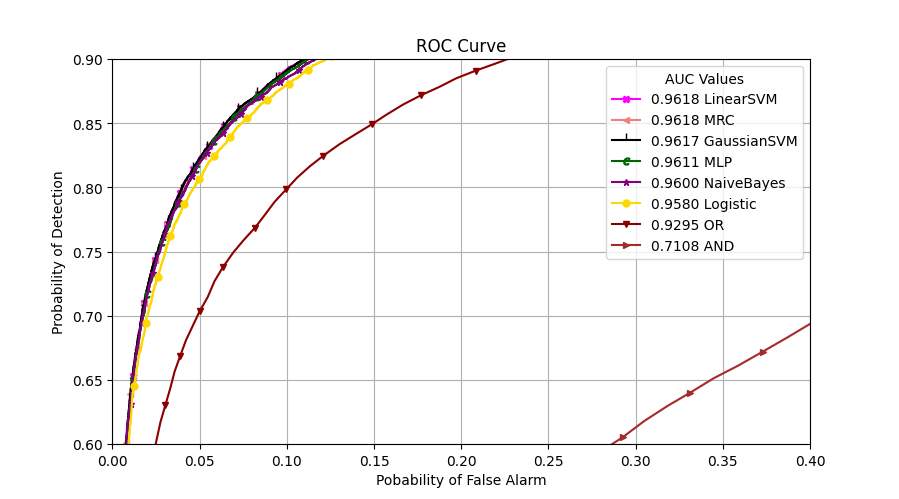 ROC Curve
AUC Values
0.9618 LinearSVM
0.9618 MRC
0.9617 GaussianSVM
0.9611 MLP
0.9600 NaiveBayes
0.9580 Logistic
0.9295 OR
0.7108 AND
Probability of Detection
0.90
0.85
0.80
0.75
0.70
0.65
0.60
0.00 0.05 0.10 0.15 0.20 0.25 0.30 0.35 0.40
Pobability of False Alarm